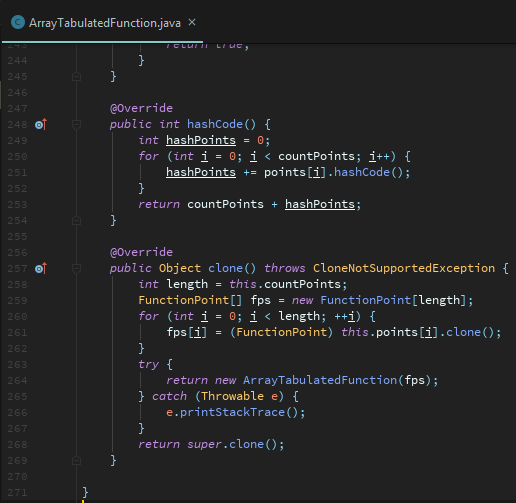 ArrayTabulatedFunction.java ×
243 return true;
244 }
245 }
246
247 @Override
248 public int hashCode() {
249 int hashPoints = 0;
250 for (int i = 0; i < countPoints; i++) {
251 hashPoints += points[i].hashCode();
252 }
253 return countPoints + hashPoints;
254 }
255
256 @Override
257 public Object clone() throws CloneNotSupportedException {
258 int length = this.countPoints;
259 FunctionPoint[] fps = new FunctionPoint[length];
260 for (int i = 0; i < length; ++i) {
261 fps[i] = (FunctionPoint) this.points[i].clone();
262 }
263 try {
264 return new ArrayTabulatedFunction(fps);
265 } catch (Throwable e) {
266 e.printStackTrace();
267 }
268 return super.clone();
269 }
270
271 }